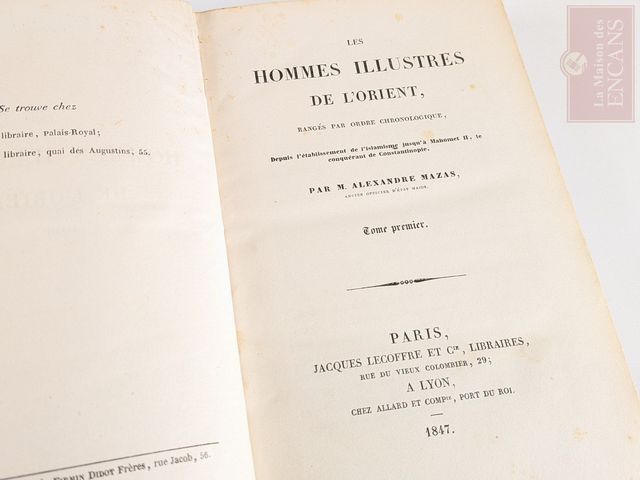 Se trouve chez
libraire, Palais-Royal;
libraire, quai des Augustins, 55.
FIRMIN DIDOT Frères, rue Jacob, 56.
LES
HOMMES ILLUSTRES
DE L'ORIENT,
RANGÉS PAR ORDRE CHRONOLOGIQUE,
Depuis l'établissement de l'islamisme jusqu'à Mahomet II, le
conquérant de Constantinople.
PAR M. ALEXANDRE MAZAS,
ANCIEN OFFICIER D'ÉTAT MAJOR.
Tome premier.
PARIS,
JACQUES LECOFFRE ET Cie, LIBRAIRES,
RUE DU VIEUX COLOMBIER, 29;
A LYON,
CHEZ ALLARD ET COMPie, PORT DU ROI.
1847.
La Maison des
ENCANS